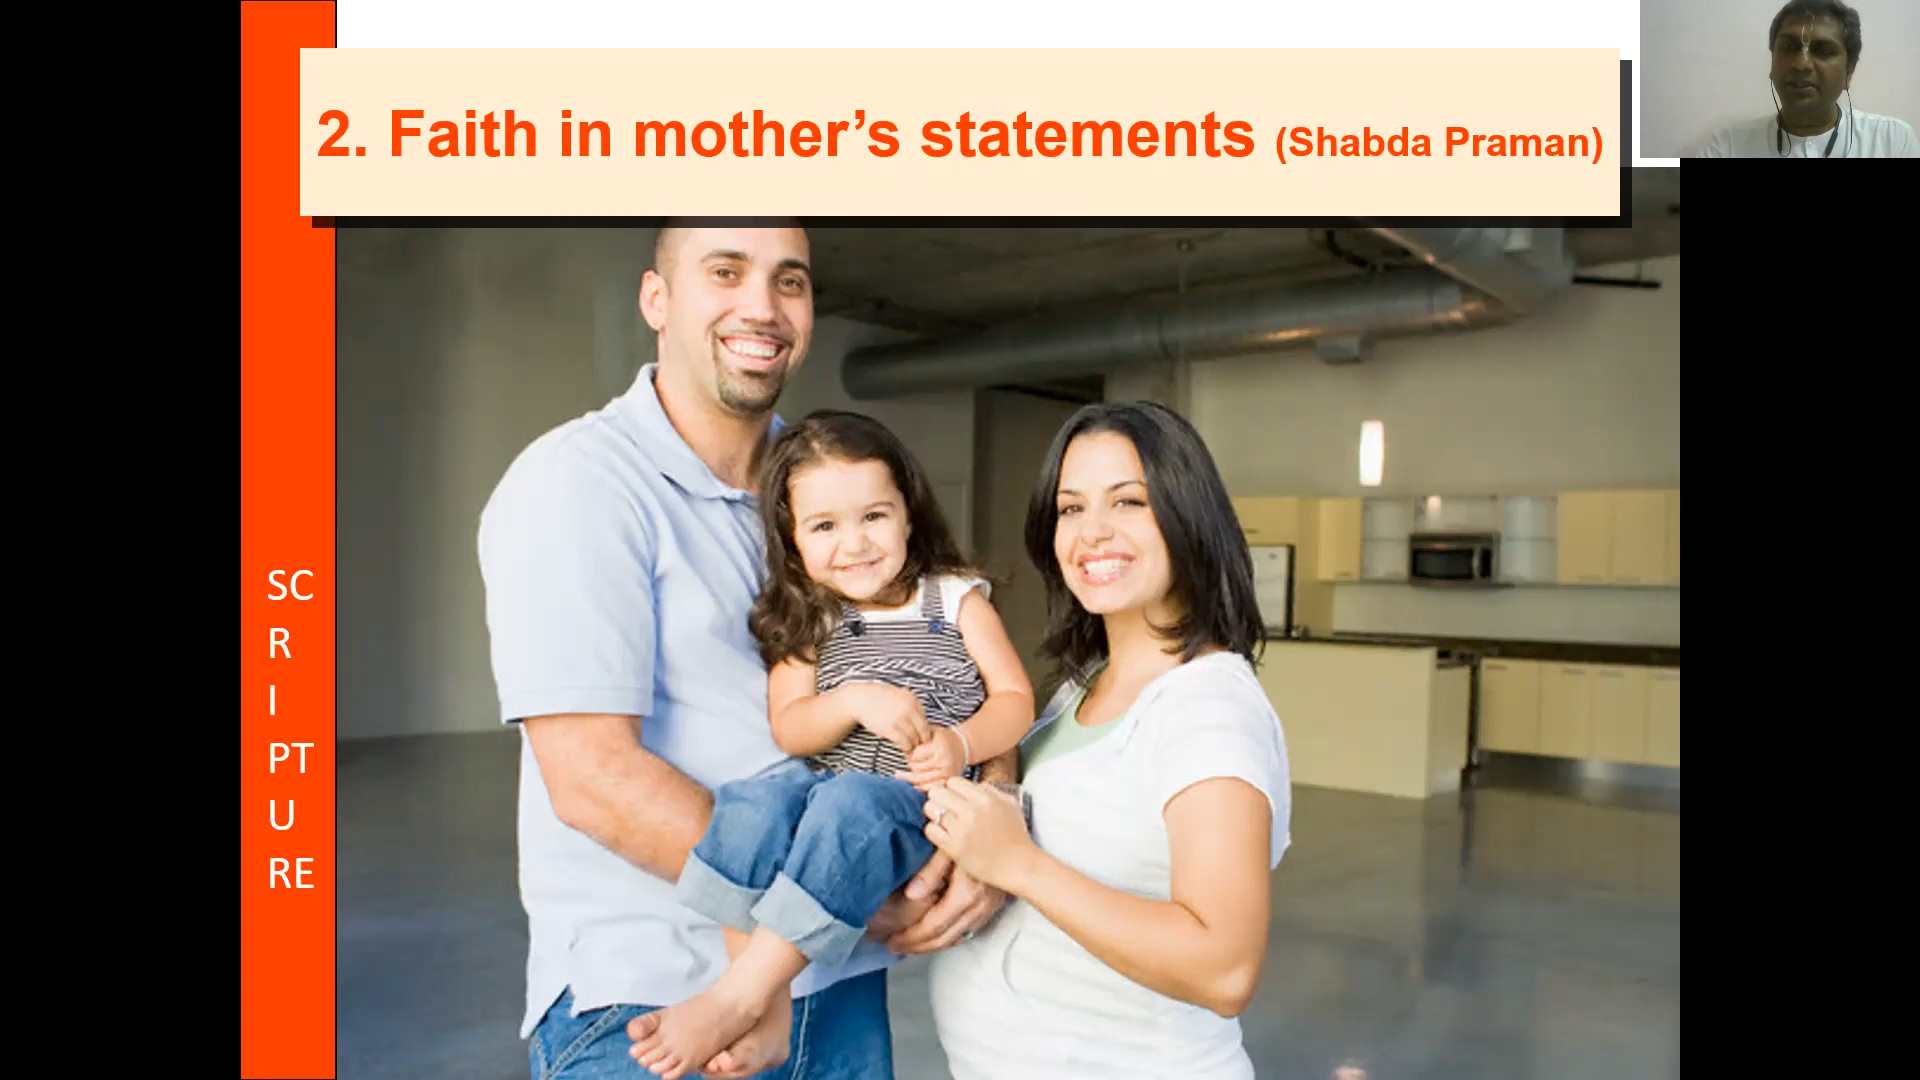 2. Faith in mother’s statements (Shabda Praman)
SC
R
I
PT
U
RE